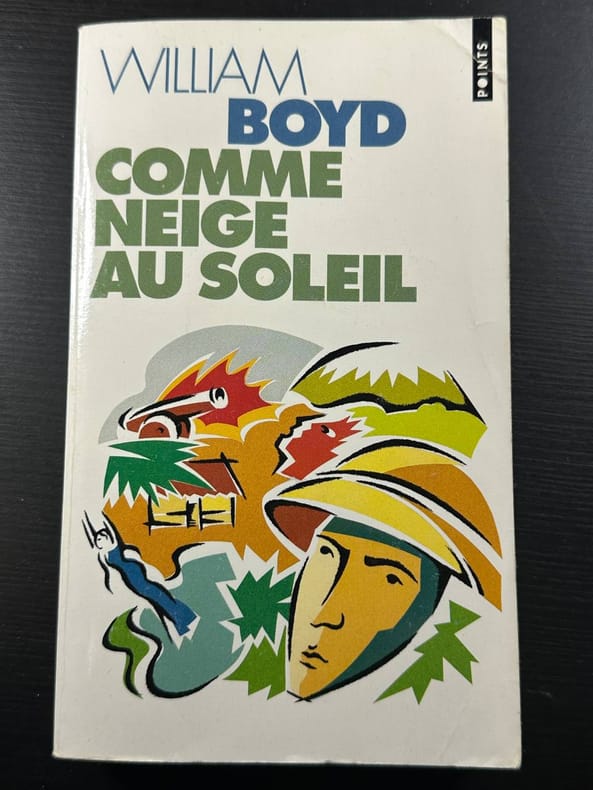 WILLIAM
BOYD
COMME
NEIGE
AU SOLEIL
POINTS